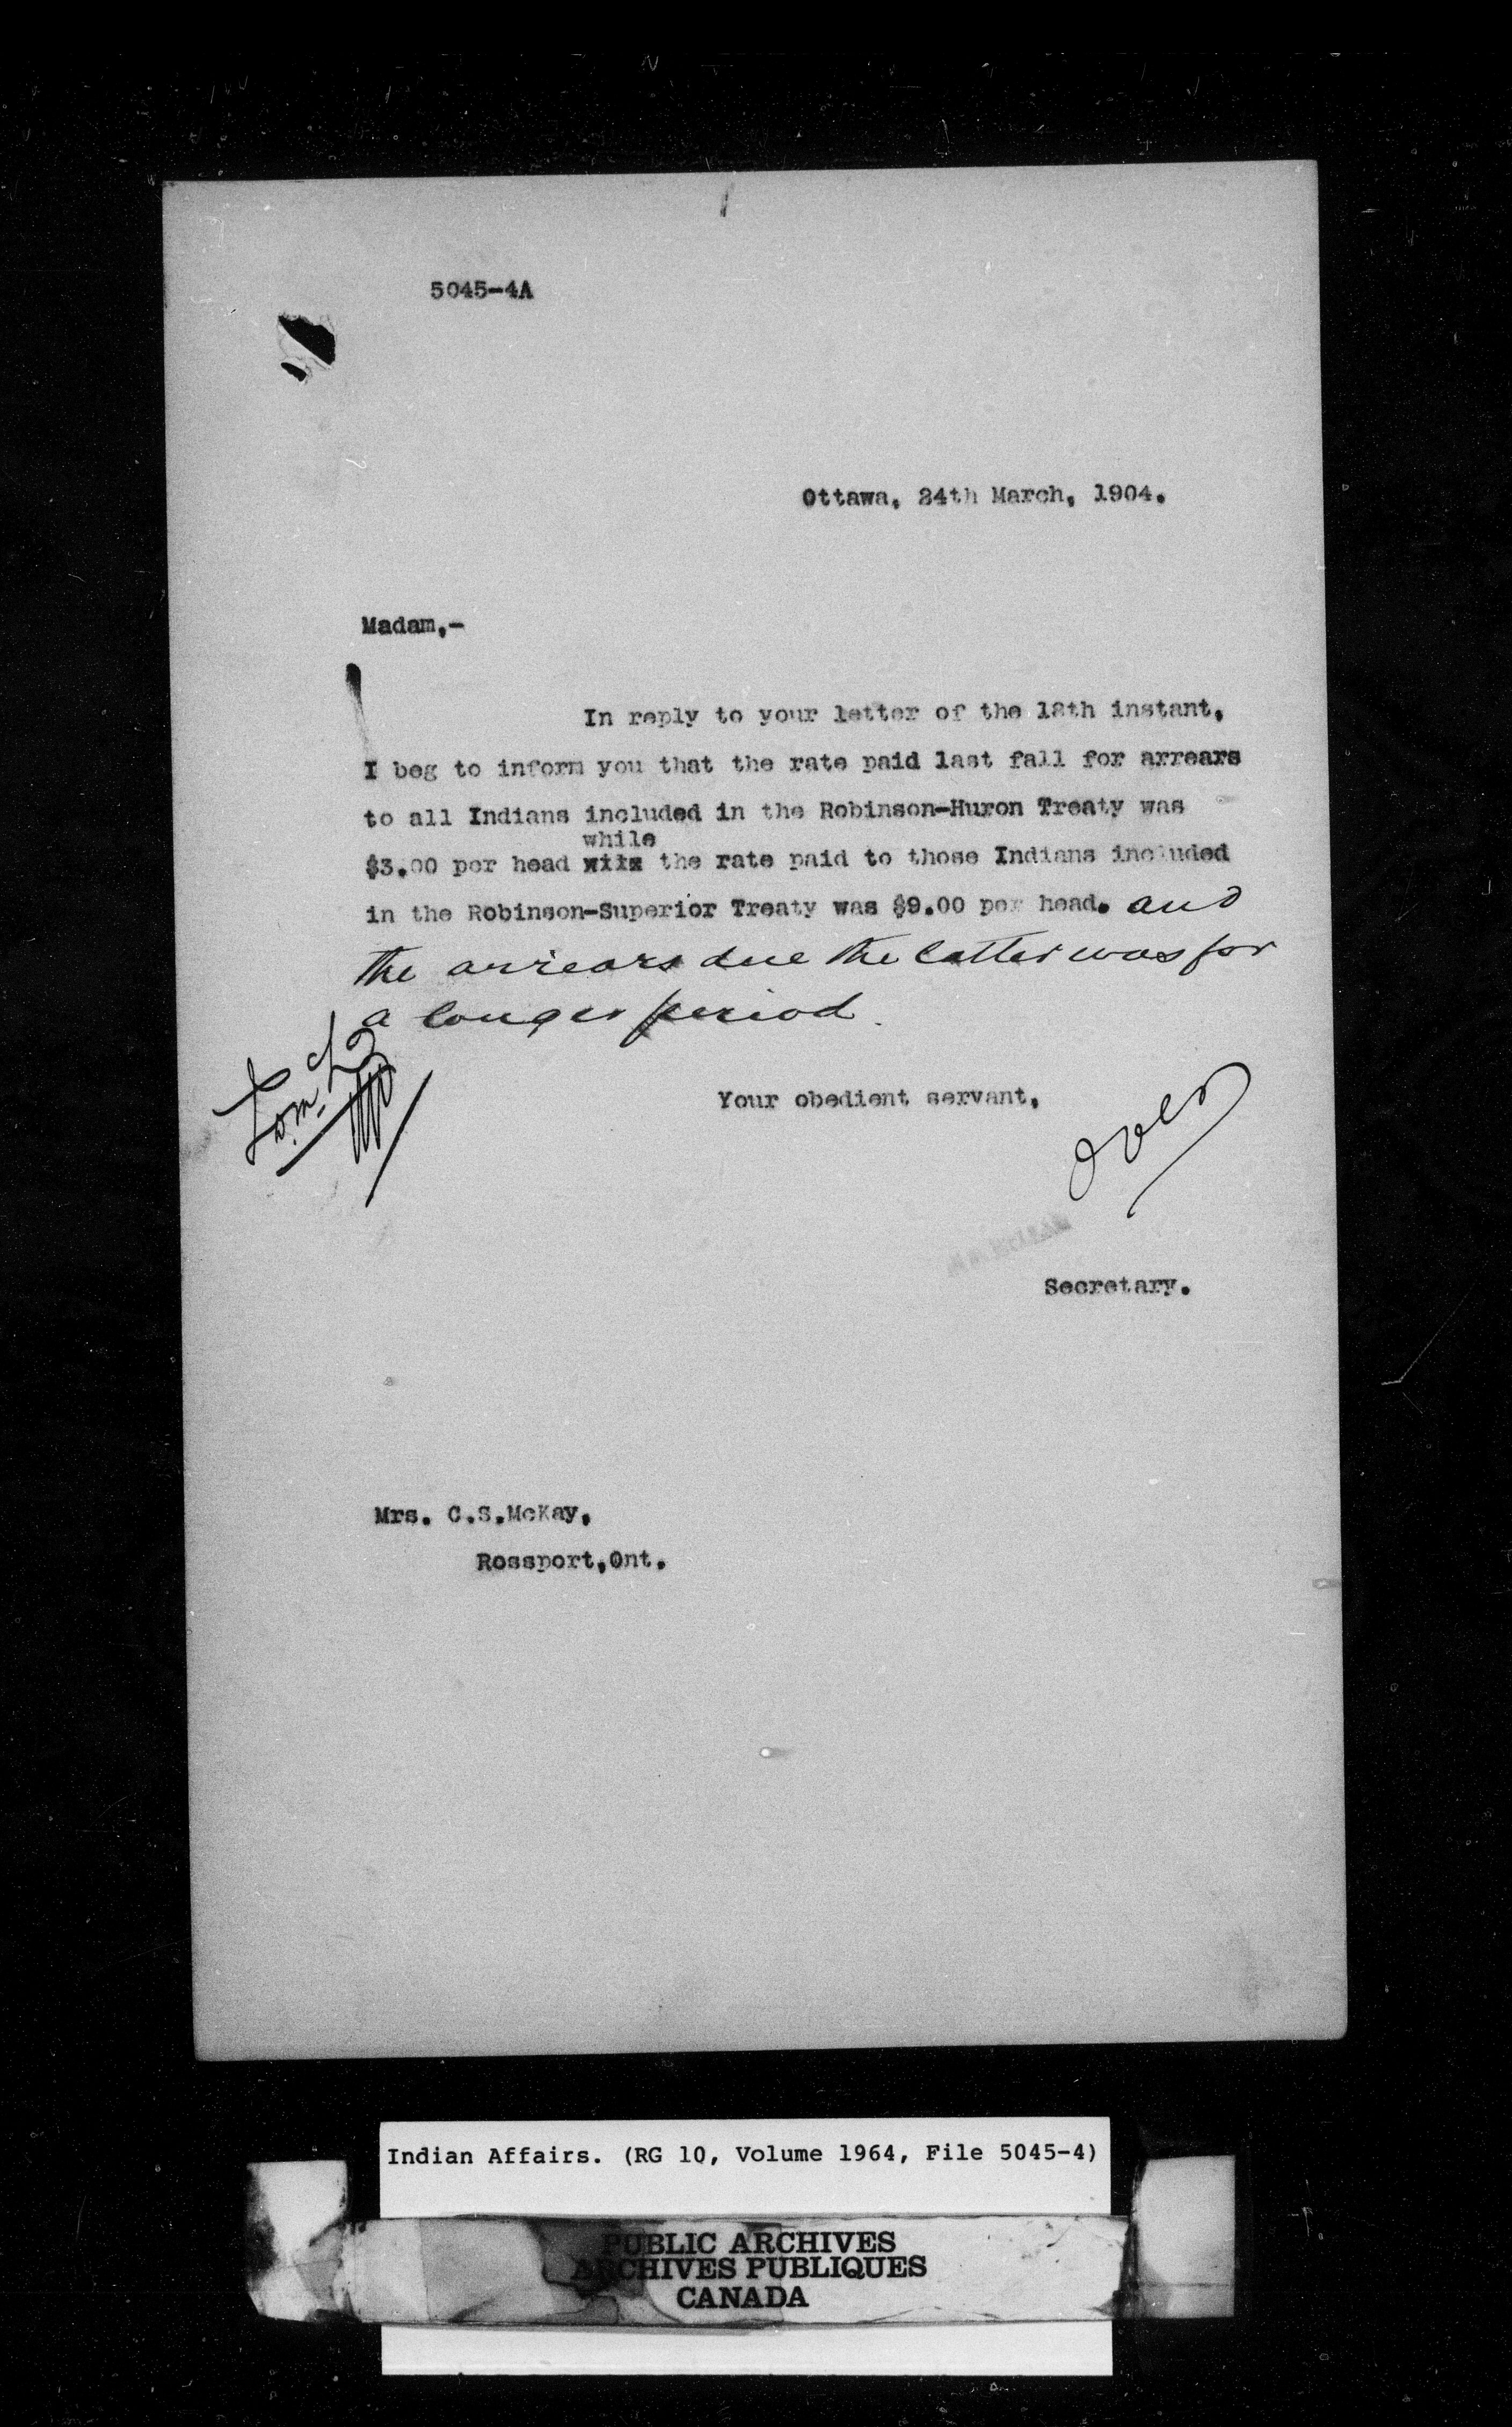 5045-4A
Ottawa, 24th March, 1904.
Madam,-
In reply to your letter of the 18th instant,
I beg to inform you that the rate paid last fall for arrears
to all Indians included in the Robinson-Huron Treaty was
while
$3.00 per head the rate paid to those Indians included
in the Robinson-Superior Treaty was $9.00 per head. and
the arrears due the latter was for
a longer period.
Your obedient servant,
over
Secretary.
Mrs. C.S.McKay,
Rossport,Ont.
Indian Affairs. (RG 10, Volume 1964, File 5045-4)
PUBLIC ARCHIVES
ARCHIVES PUBLIQUES
CANADA